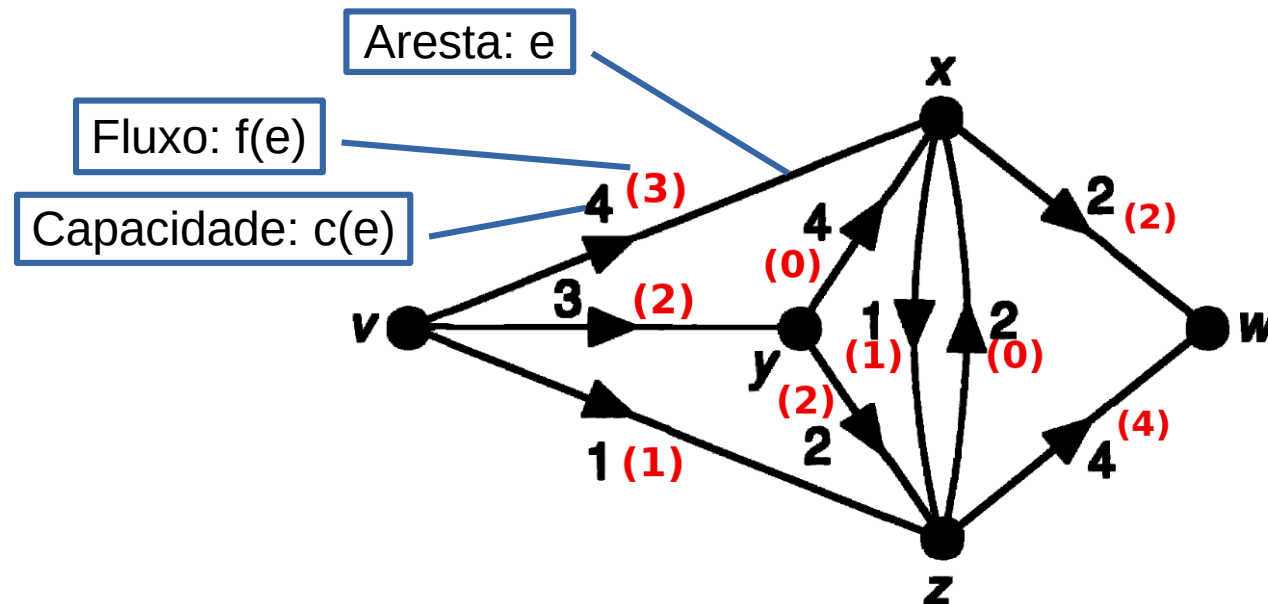 Aresta: e
x
Fluxo: f(e)
4 (3)
Capacidade: c(e)
4
2 (2)
(0)
3 (2)
v
1
2
w
y
(1)
(0)
(2)
2
1 (1)
(4)
4
z